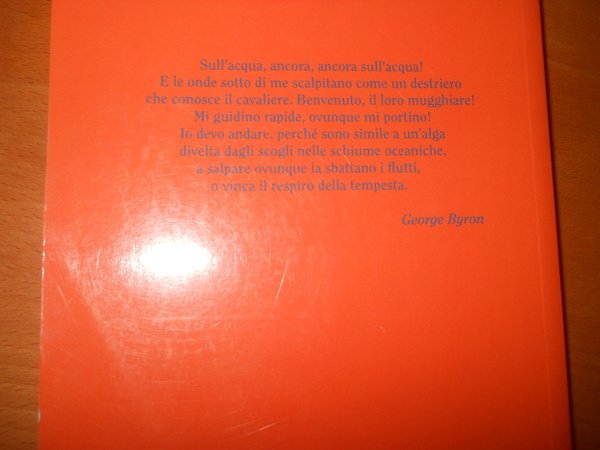 Sull'acqua, ancora, ancora sull'acqua!
E le onde sotto di me scalpitano come un destriero
che conosce il cavaliere. Benvenuto, il loro mugghiare!
Mi guidino rapide, ovunque mi portino!
Io devo andare, perché sono simile a un'alga
divelta dagli scogli nelle schiume oceaniche,
a salpare ovunque la sbattano i flutti,
o vinca il respiro della tempesta.
George Byron